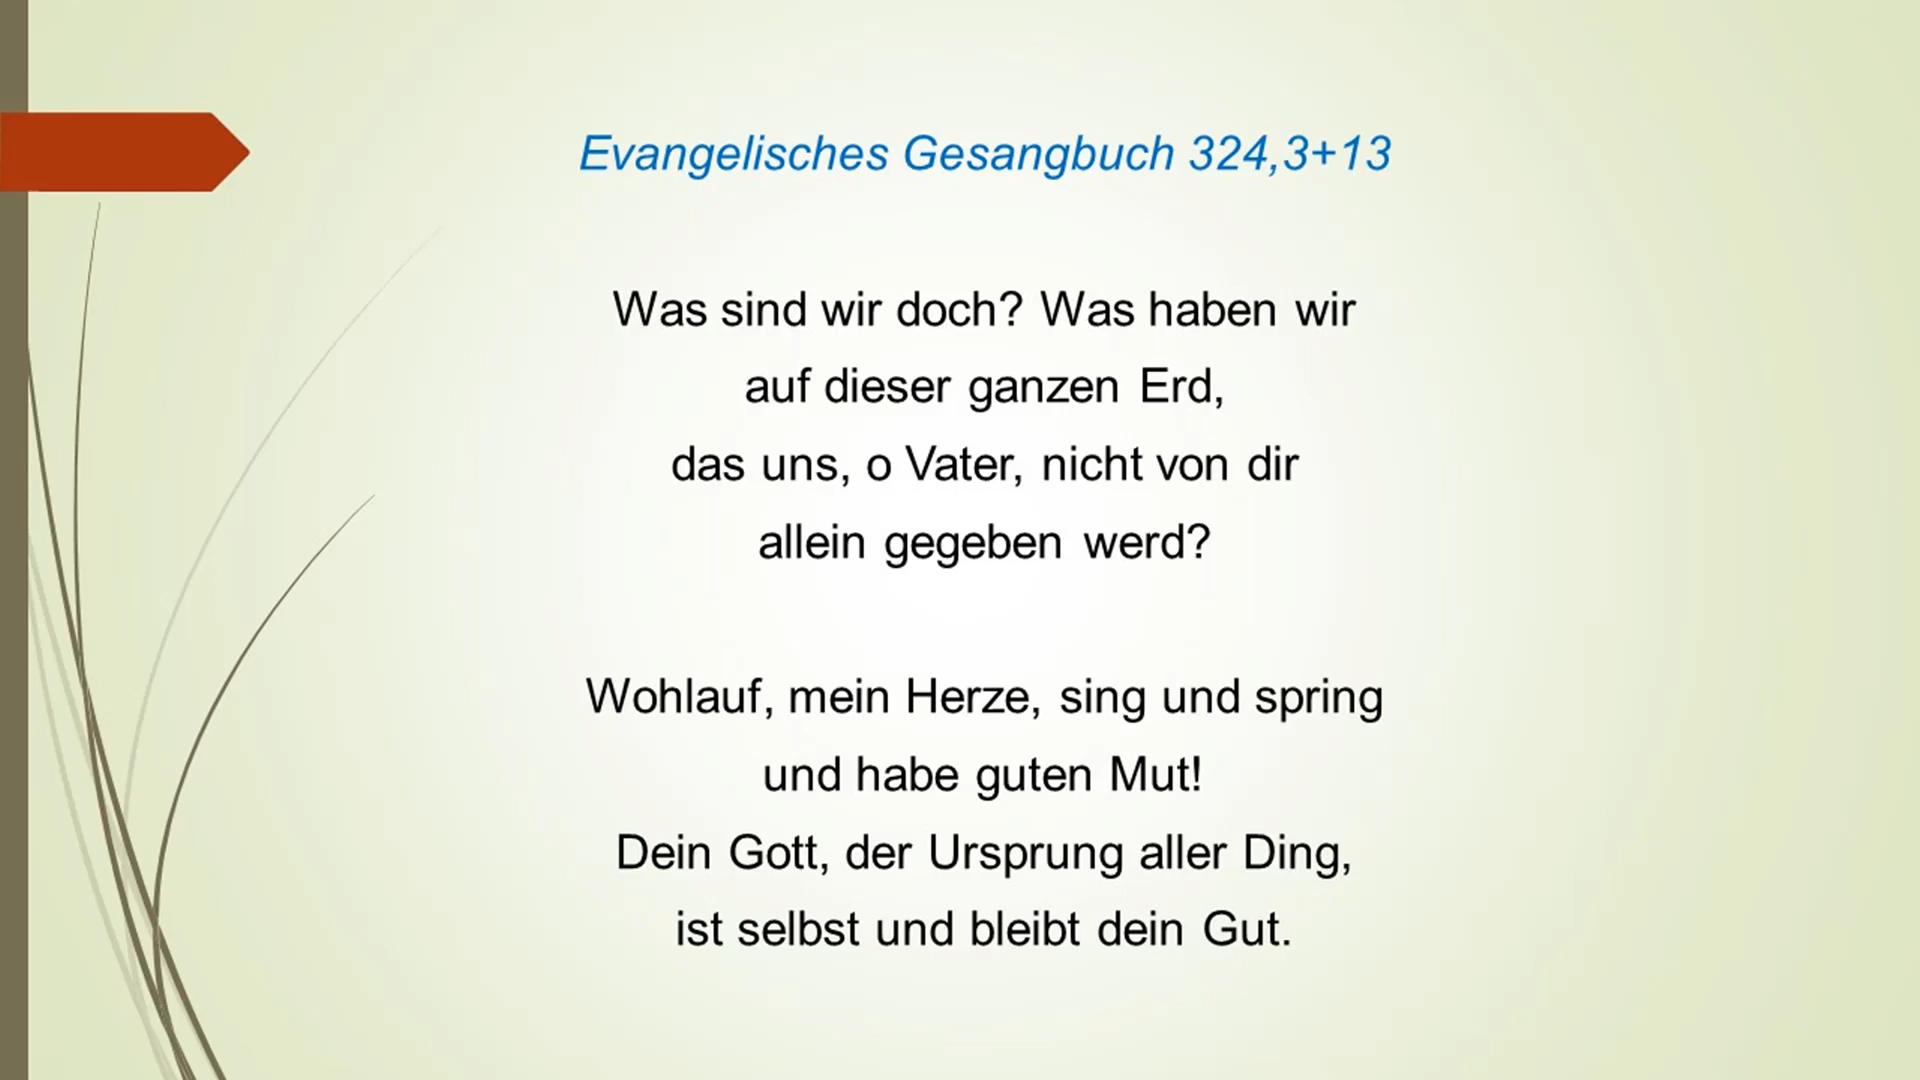 Evangelisches Gesangbuch 324,3+13
Was sind wir doch? Was haben wir
auf dieser ganzen Erd,
das uns, o Vater, nicht von dir
allein gegeben werd?
Wohlauf, mein Herze, sing und spring
und habe guten Mut!
Dein Gott, der Ursprung aller Ding,
ist selbst und bleibt dein Gut.